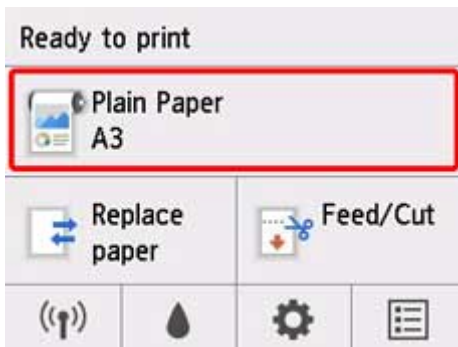 Ready to print
Plain Paper
A3
Replace
paper
Feed/Cut